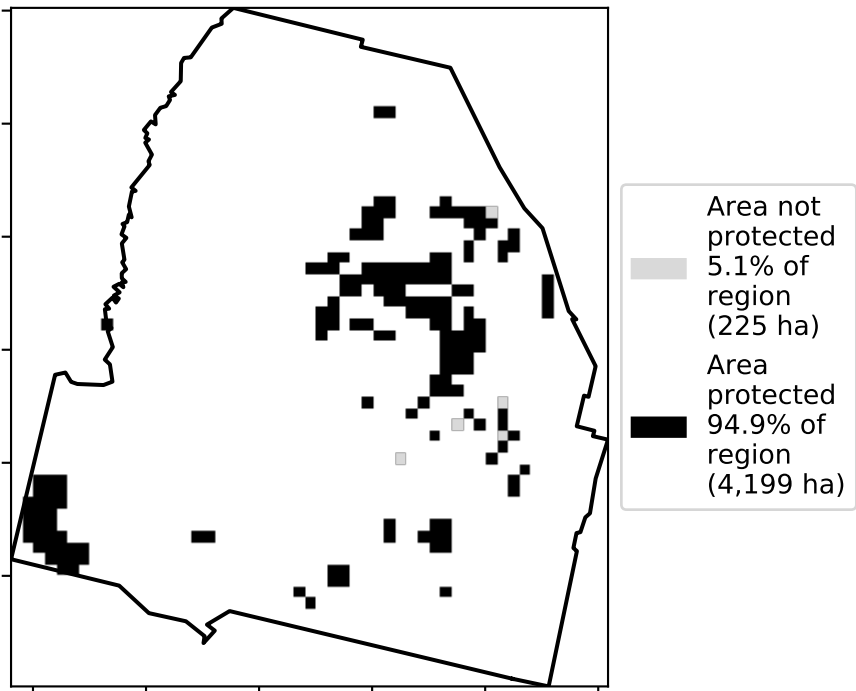 Area not
protected
5.1% of
region
(225 ha)
Area
protected
94.9% of
region
(4,199 ha)